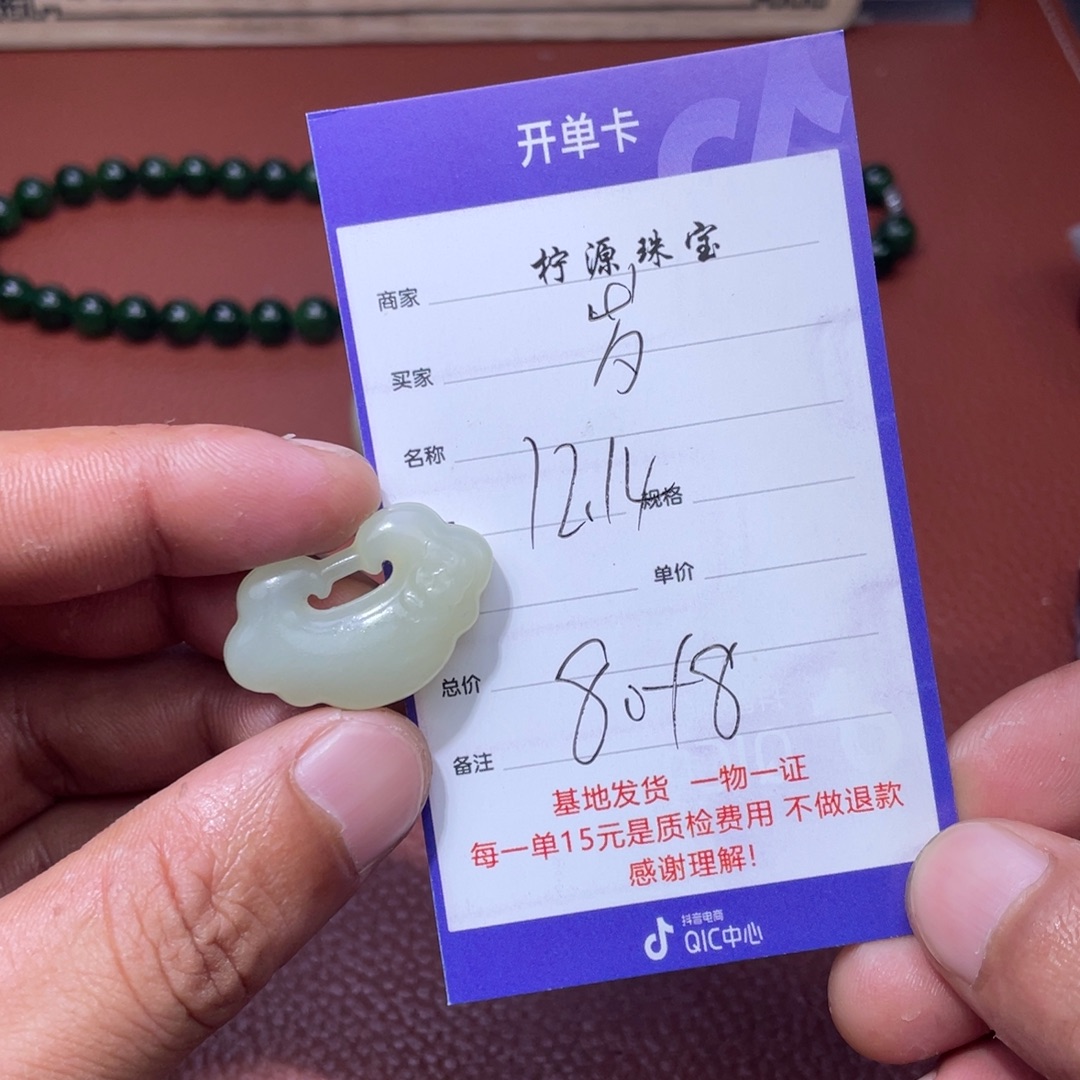 开单卡
柠源珠宝
商家
岁
买家
名称
12.14
规格
单价
8018
总价
备注
基地发货 一物一证
每一单15元是质检费用 不做退款
感谢理解!
抖音电商
QIC中心